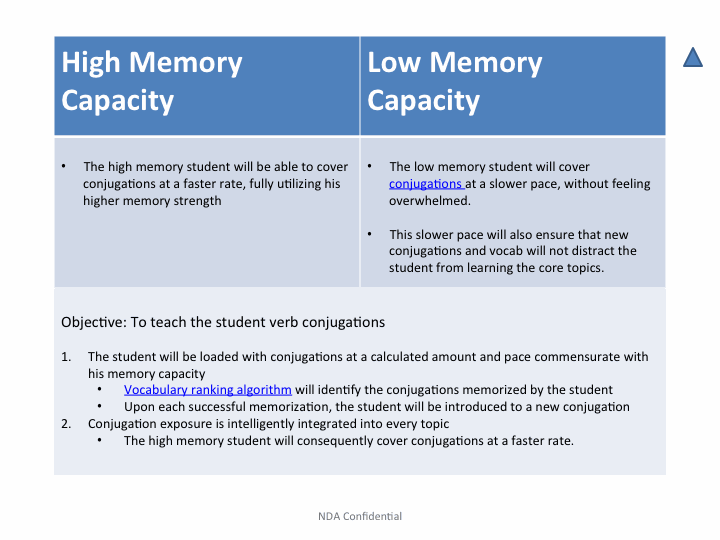 High Memory
Capacity
Low Memory
Capacity
• The high memory student will be able to cover
conjugations at a faster rate, fully utilizing his
higher memory strength
• The low memory student will cover
conjugations at a slower pace, without feeling
overwhelmed.
• This slower pace will also ensure that new
conjugations and vocab will not distract the
student from learning the core topics.
Objective: To teach the student verb conjugations
1. The student will be loaded with conjugations at a calculated amount and pace commensurate with
his memory capacity
• Vocabulary ranking algorithm will identify the conjugations memorized by the student
• Upon each successful memorization, the student will be introduced to a new conjugation
2. Conjugation exposure is intelligently integrated into every topic
• The high memory student will consequently cover conjugations at a faster rate.
NDA Confidential